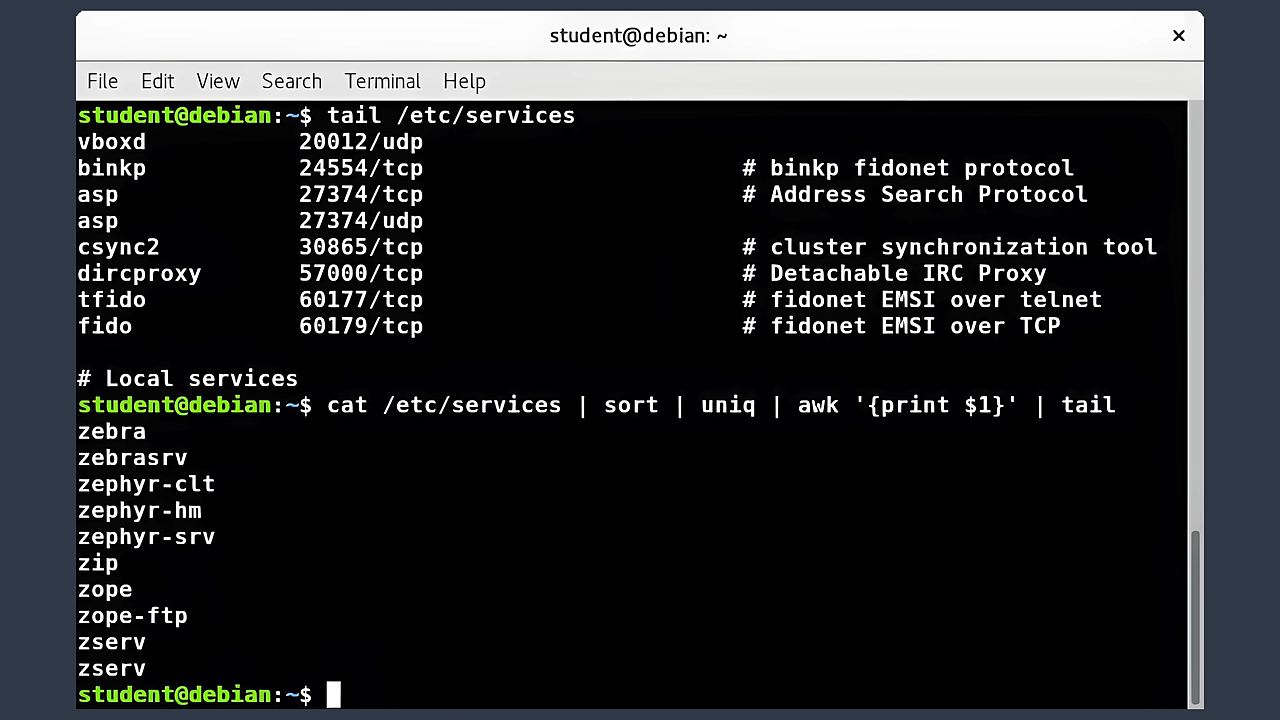 student@debian: ~
×
File Edit View Search Terminal Help
student@debian:~$ tail /etc/services
vboxd 20012/udp
binkp 24554/tcp # binkp fidonet protocol
asp 27374/tcp # Address Search Protocol
asp 27374/udp
csync2 30865/tcp # cluster synchronization tool
dircproxy 57000/tcp # Detachable IRC Proxy
tfido 60177/tcp # fidonet EMSI over telnet
fido 60179/tcp # fidonet EMSI over TCP
# Local services
student@debian:~$ cat /etc/services | sort | uniq | awk '{print $1}' | tail
zebra
zebrasrv
zephyr-clt
zephyr-hm
zephyr-srv
zip
zope
zope-ftp
zserv
zserv
student@debian:~$